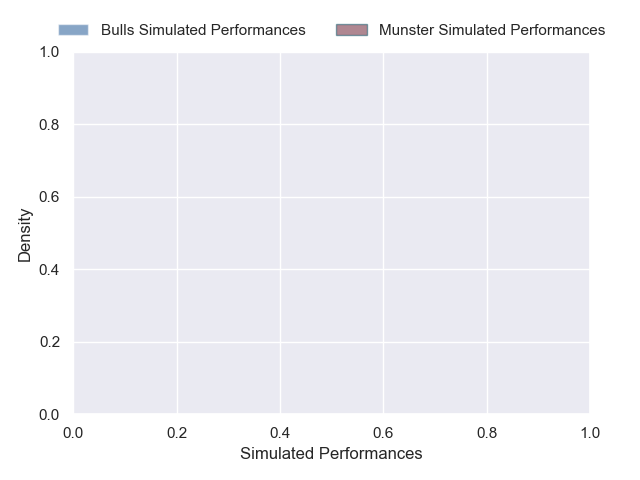 Bulls Simulated Performances
Munster Simulated Performances
1.0
0.8
0.6
0.4
0.2
0.0
Density
0.0 0.2 0.4 0.6 0.8 1.0
Simulated Performances